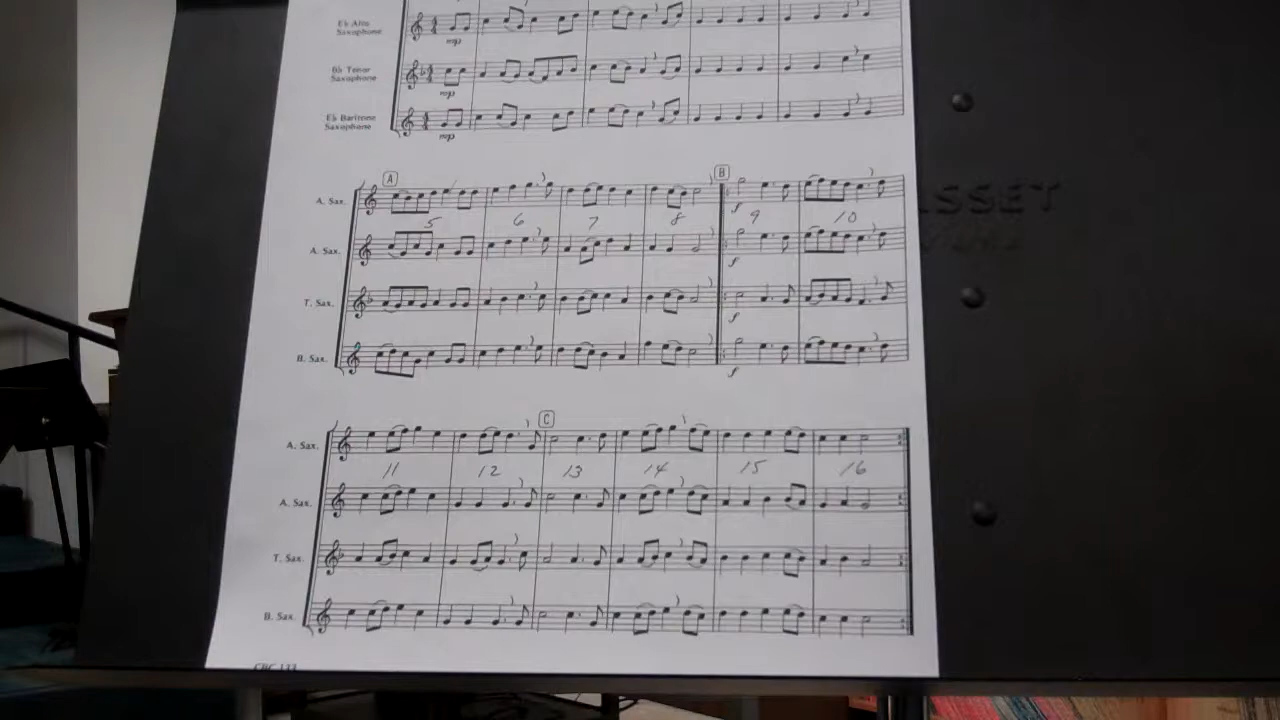 E♭ Alto
Saxophone
mp
B♭ Tenor
Saxophone
mp
E♭ Baritone
Saxophone
mp
A
B
A. Sax.
f
5 6 7 8 9 10
A. Sax.
f
T. Sax.
f
B. Sax.
f
C
A. Sax.
11 12 13 14 15 16
A. Sax.
T. Sax.
B. Sax.